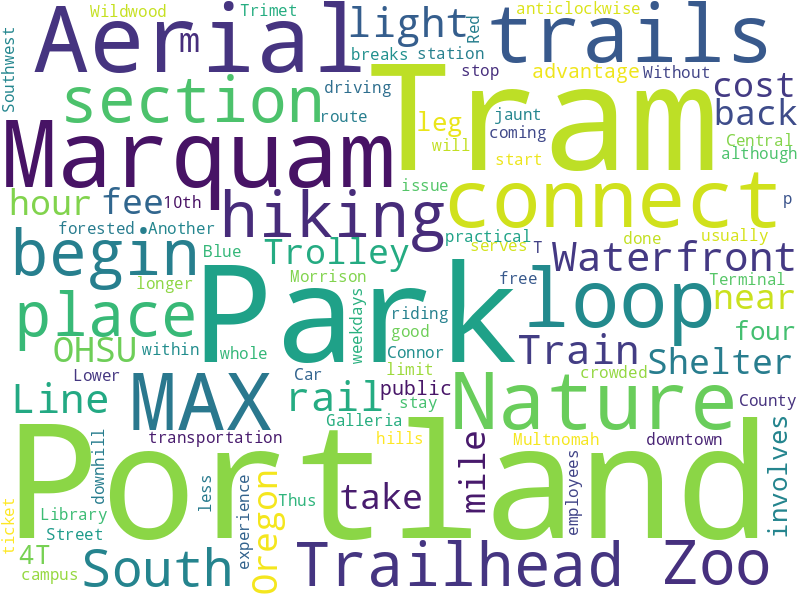 Wildwood
Trimet
anticlockwise
Aerial
m
light
Red
trails
Southwest
breaks
station
stop
Tram
advantage
Without
cost
section
driving
route
leg
jaunt
back
Marquam
coming
will
start
Central
although
issue
hour
fee
10th
hiking
connect
p
forested
•Another
practical
serves
T
done
usually
begin
Blue
Trolley
Waterfront
longer
Morrison
weekdays
Park
free
loop
Terminal
near
place
riding
good
four
OHSU
within
whole
Connor
Train
Shelter
Lower
Car
limit
public
crowded
MAX
rail
stay
Nature
County
Line
Galleria
transportation
hills
Multnomah
downtown
Portland
mile
involves
downhill
less
experience
Oregon
take
employees
ticket
Library
Street
Thus
4T
campus
South
Trailhead
Zoo